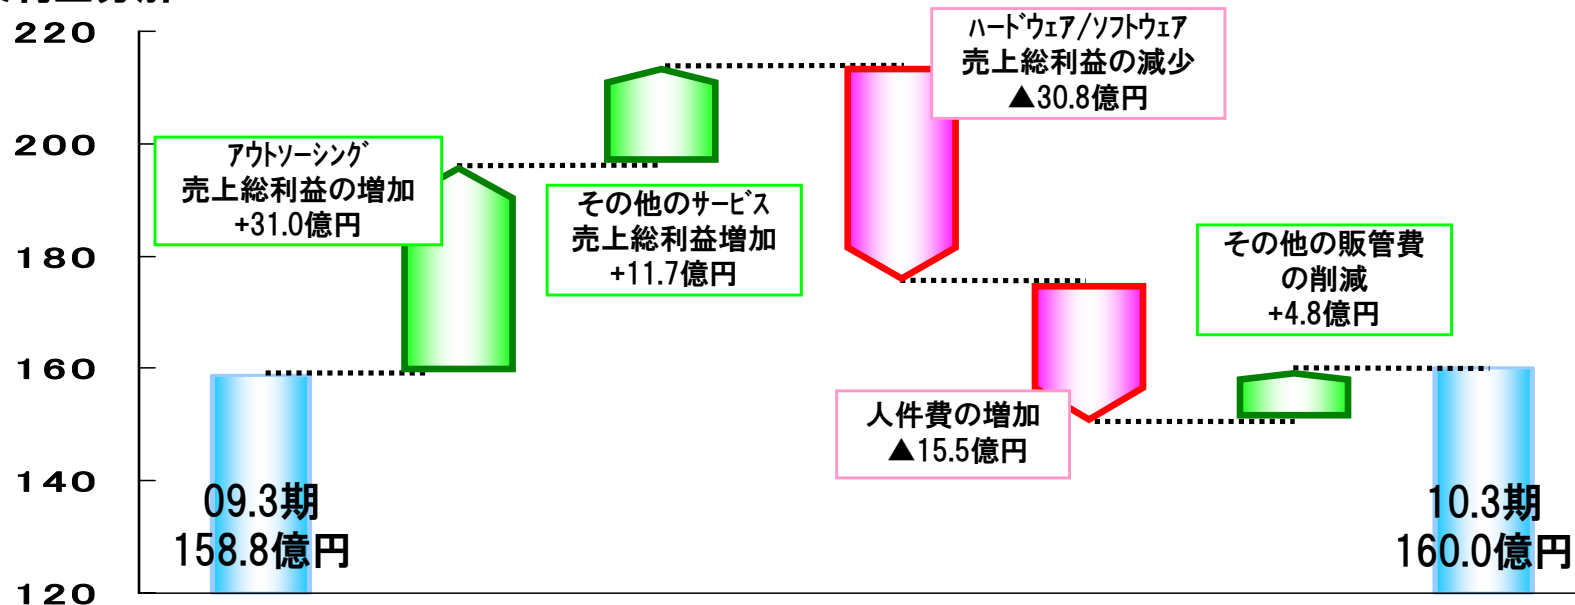 220
200
180
160
140
120
ｱｳﾄｿｰｼﾝｸﾞ
売上総利益の増加
+31.0億円
その他のｻｰﾋﾞｽ
売上総利益増加
+11.7億円
ﾊｰﾄﾞｳｪｱ/ｿﾌﾄｳｪｱ
売上総利益の減少
▲30.8億円
人件費の増加
▲15.5億円
その他の販管費
の削減
+4.8億円
09.3期
158.8億円
10.3期
160.0億円